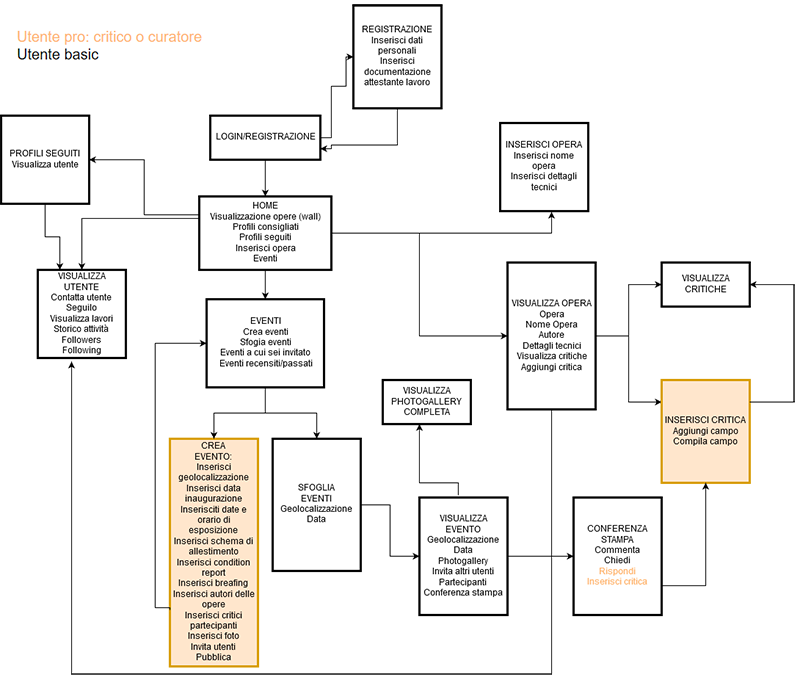 Utente pro: critico o curatore
Utente basic
REGISTRAZIONE
Inserisci dati
personali
Inserisci
documentazione
attestante lavoro
LOGIN/REGISTRAZIONE
PROFILI SEGUITI
Visualizza utente
INSERISCI OPERA
Inserisci nome
opera
Inserisci dettagli
tecnici
HOME
Visualizzazione opere (wall)
Profili consigliati
Profili seguiti
Inserisci opera
Eventi
VISUALIZZA
UTENTE
Contatta utente
Seguilo
Visualizza lavori
Storico attività
Followers
Following
EVENTI
Crea eventi
Sfogia eventi
Eventi a cui sei invitato
Eventi recensiti/passati
VISUALIZZA OPERA
Opera
Nome Opera
Autore
Dettagli tecnici
Visualizza critiche
Aggiungi critica
VISUALIZZA
CRITICHE
VISUALIZZA
PHOTOGALLERY
COMPLETA
INSERISCI CRITICA
Aggiungi campo
Compila campo
CREA
EVENTO:
Inserisci
geolocalizzazione
Inserisci data
inaugurazione
Inserisciti date e
orario di
esposizione
Inserisci schema di
allestimento
Inserisci condition
report
Inserisci breafing
Inserisci autori delle
opere
Inserisci critici
partecipanti
Inserisci foto
Invita utenti
Pubblica
SFOGLIA
EVENTI
Geolocalizzazione
Data
VISUALIZZA
EVENTO
Geolocalizzazione
Data
Photogallery
Invita altri utenti
Partecipanti
Conferenza stampa
CONFERENZA
STAMPA
Commenta
Chiedi
Rispondi
Inserisci critica